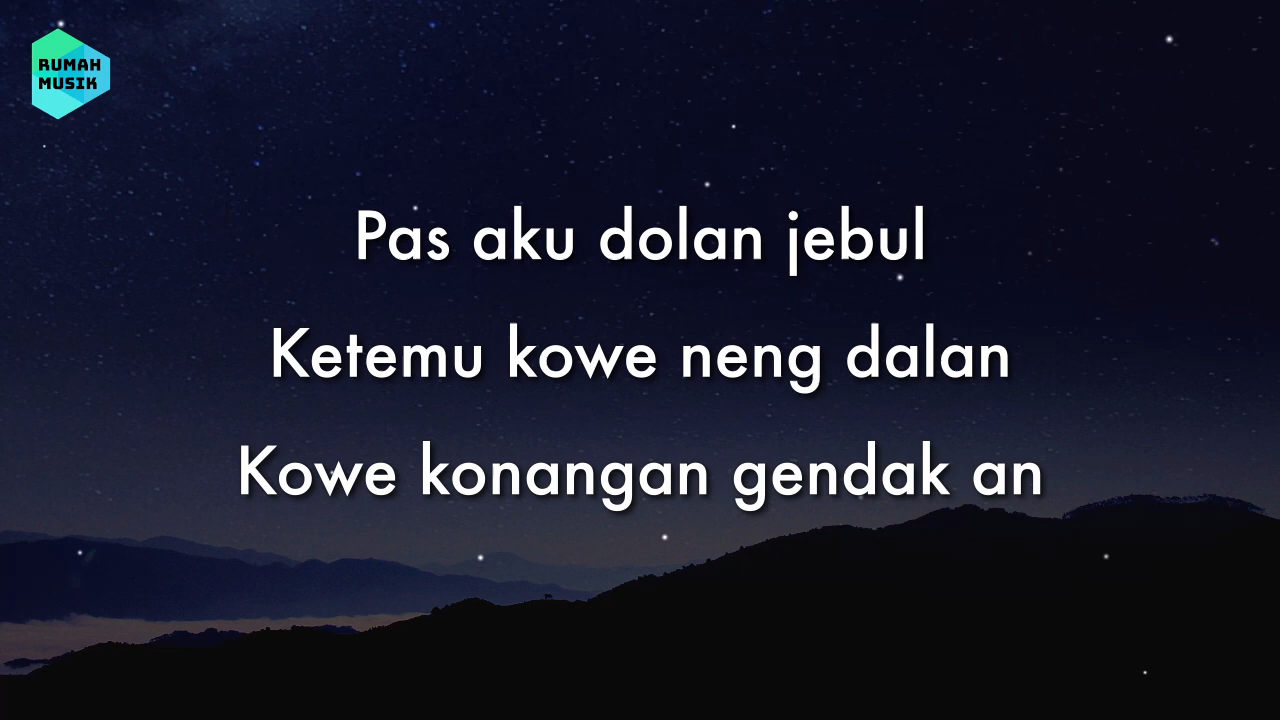 RUMAH
MUSIK
Pas aku dolan jebul
Ketemu kowe neng dalan
Kowe konangan gendak an